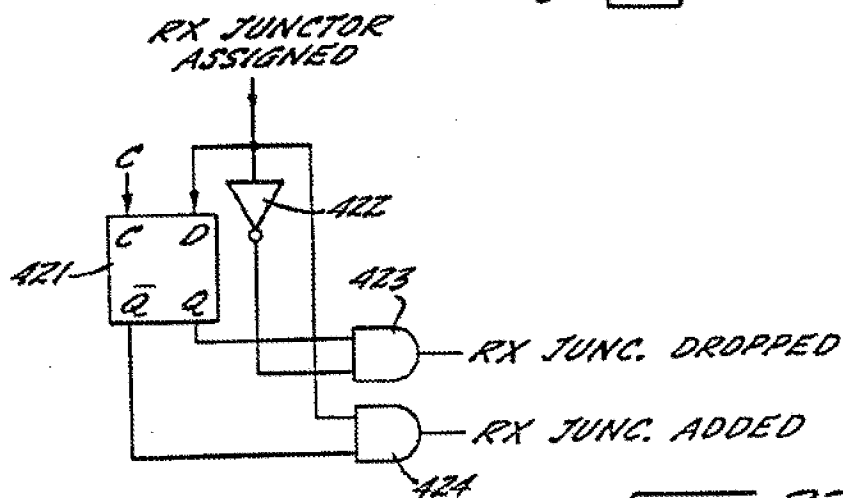 RX JUNCTOR
ASSIGNED
C
422
C D
421
Q̅ Q
423
RX JUNC. DROPPED
RX JUNC. ADDED
424